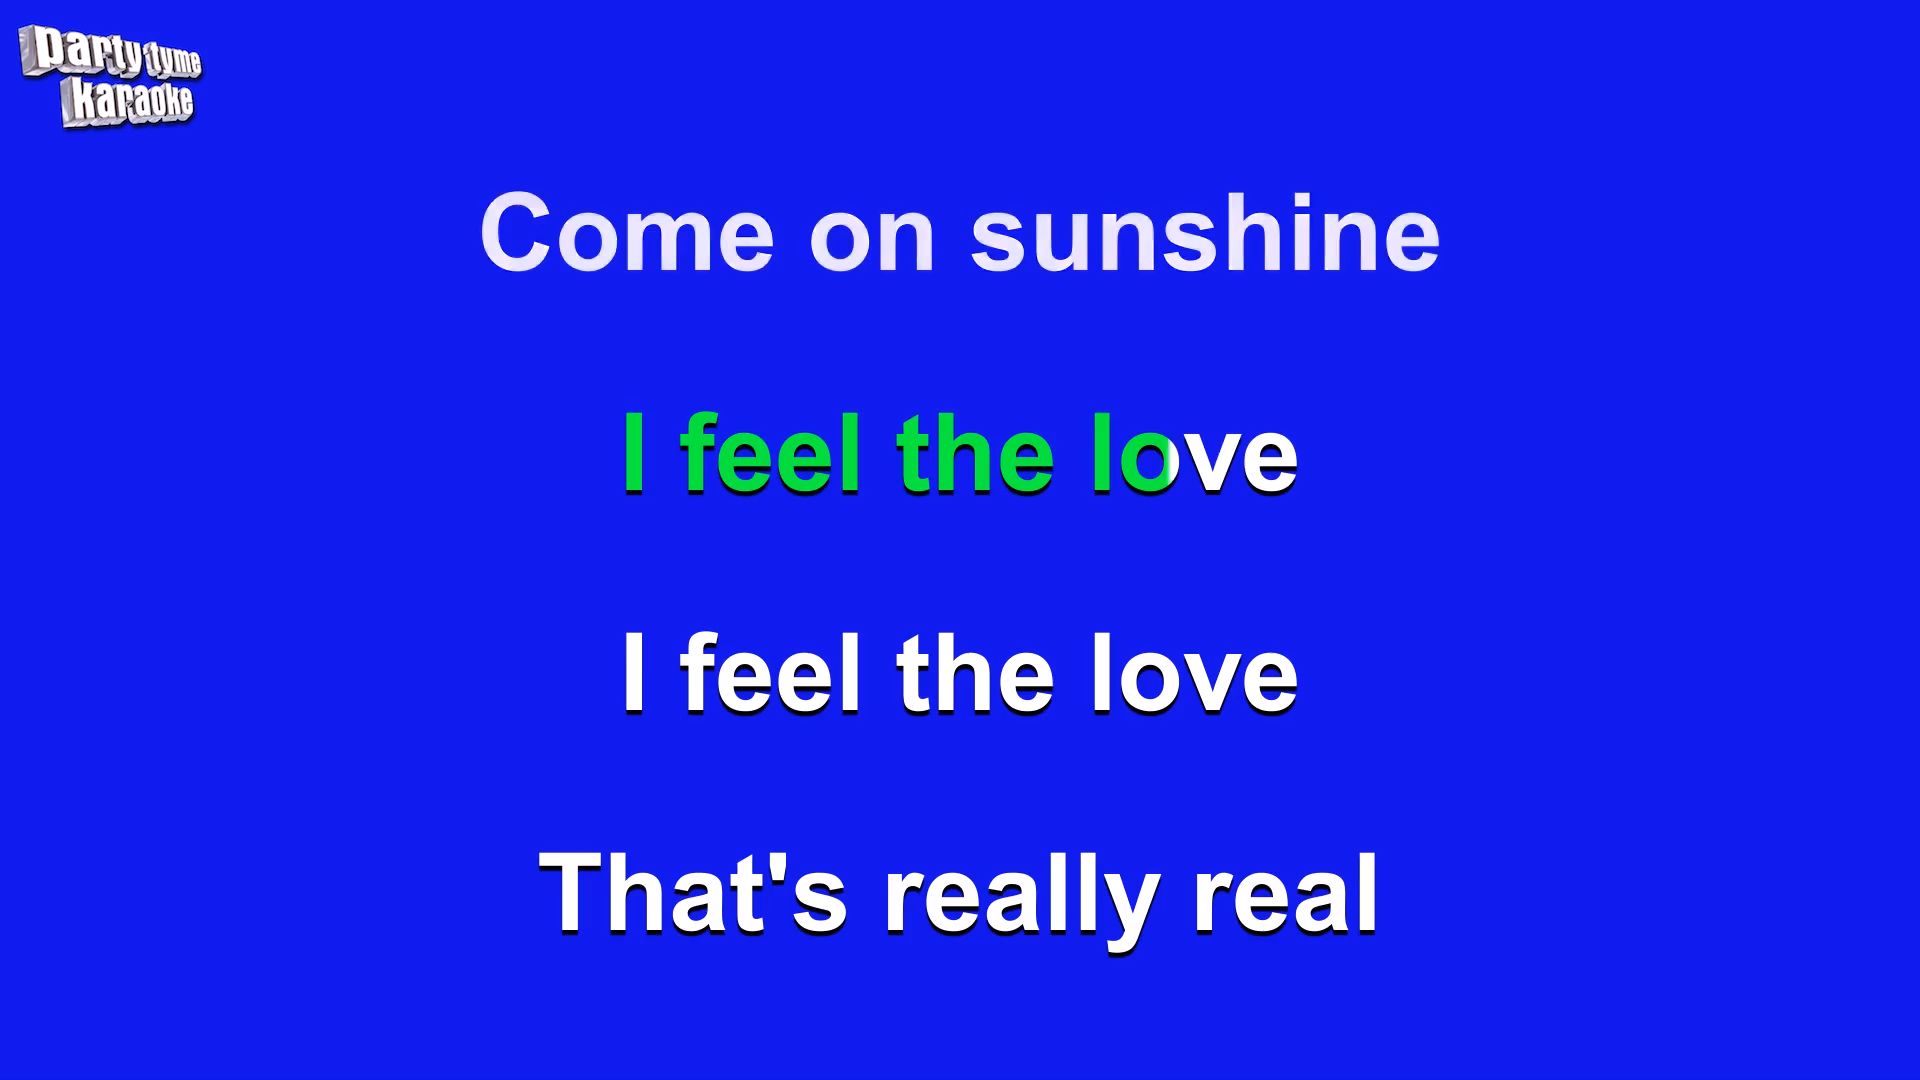 party tyme
karaoke
Come on sunshine
I feel the love
I feel the love
That's really real